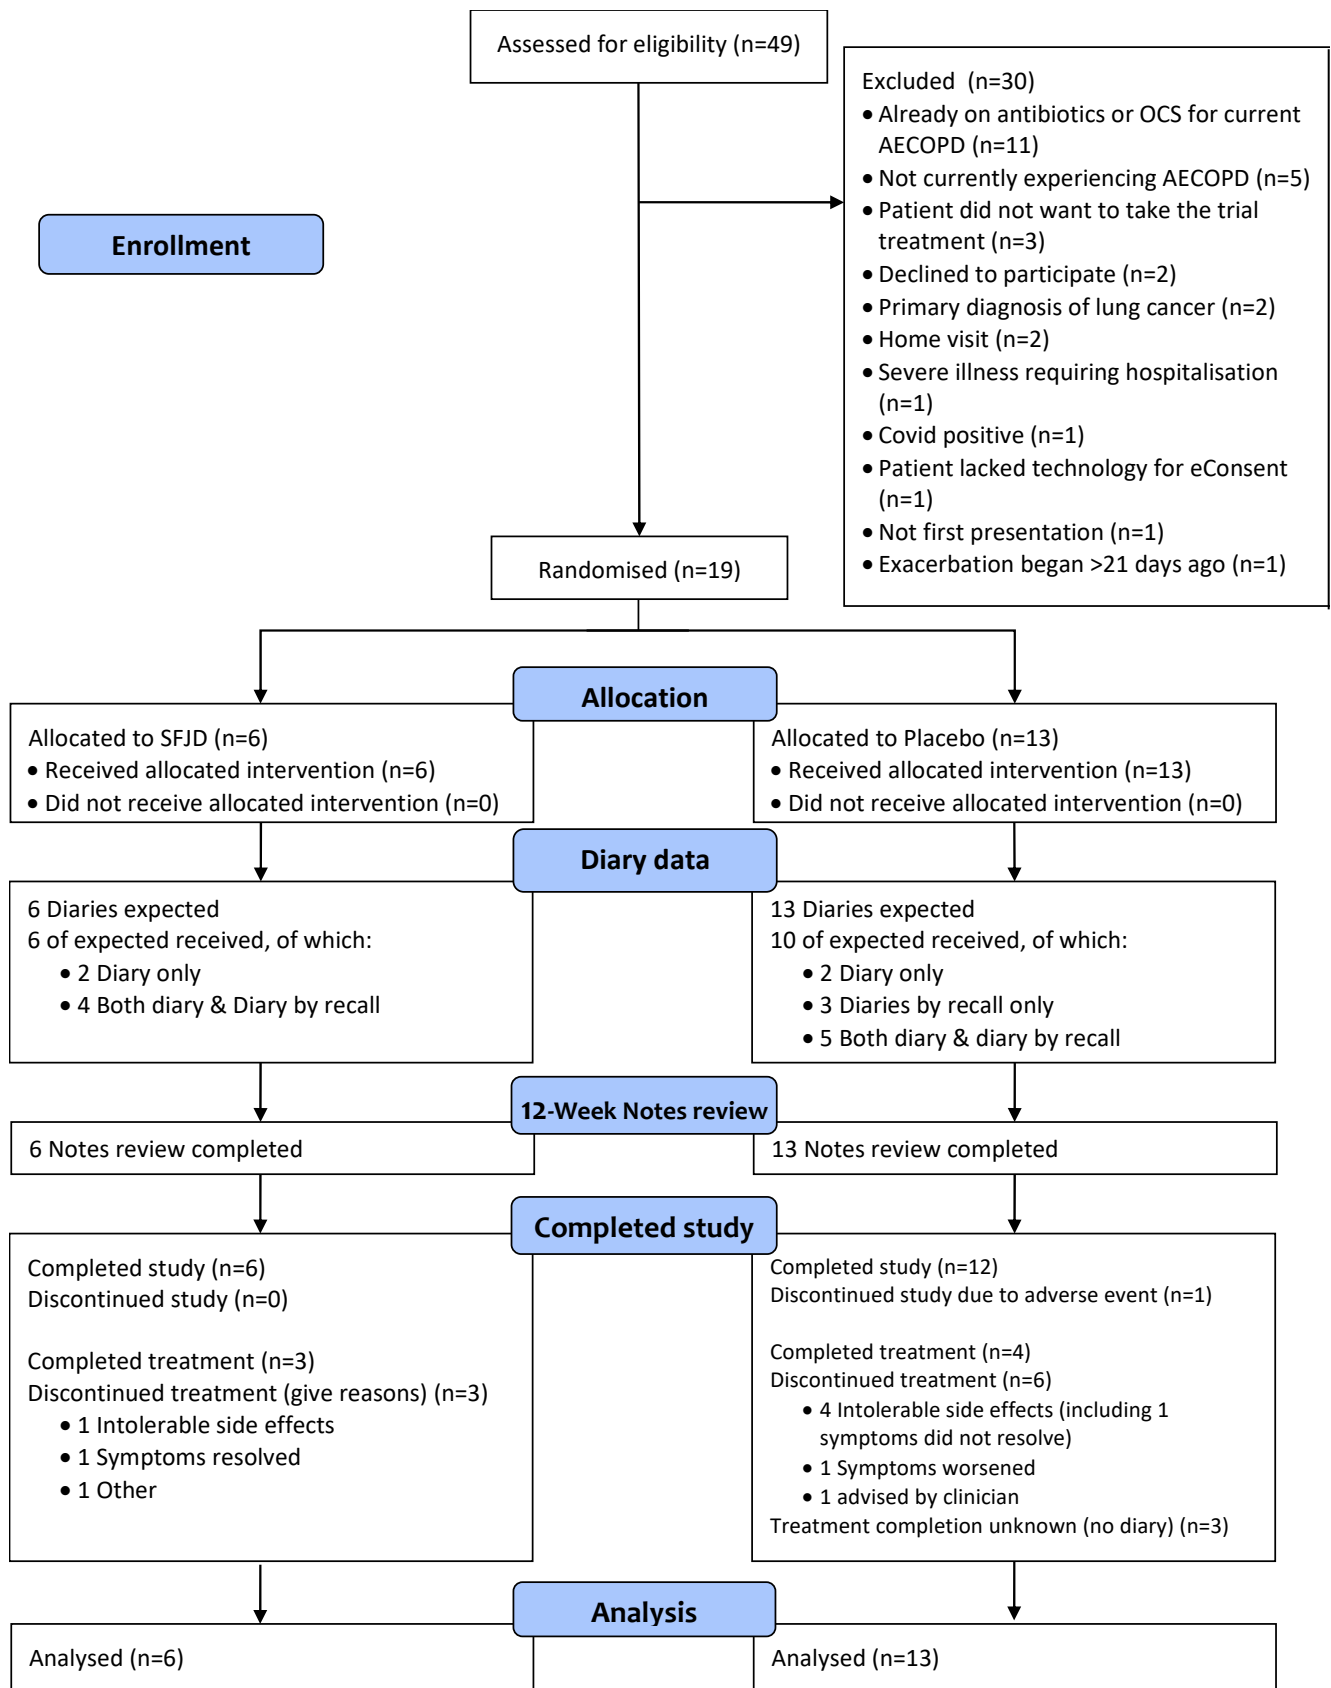 Assessed for eligibility (n=49)
Excluded  (n=30)
• Already on antibiotics or OCS for current
AECOPD (n=11)
• Not currently experiencing AECOPD (n=5)
• Patient did not want to take the trial
treatment (n=3)
• Declined to participate (n=2)
• Primary diagnosis of lung cancer (n=2)
• Home visit (n=2)
• Severe illness requiring hospitalisation
(n=1)
• Covid positive (n=1)
• Patient lacked technology for eConsent
(n=1)
• Not first presentation (n=1)
• Exacerbation began >21 days ago (n=1)
Enrollment
Randomised (n=19)
Allocation
Allocated to SFJD (n=6)
• Received allocated intervention (n=6)
• Did not receive allocated intervention (n=0)
Allocated to Placebo (n=13)
• Received allocated intervention (n=13)
• Did not receive allocated intervention (n=0)
Diary data
6 Diaries expected
6 of expected received, of which:
• 2 Diary only
• 4 Both diary & Diary by recall
13 Diaries expected
10 of expected received, of which:
• 2 Diary only
• 3 Diaries by recall only
• 5 Both diary & diary by recall
12-Week Notes review
6 Notes review completed
13 Notes review completed
Completed study
Completed study (n=6)
Discontinued study (n=0)
Completed treatment (n=3)
Discontinued treatment (give reasons) (n=3)
• 1 Intolerable side effects
• 1 Symptoms resolved
• 1 Other
Completed study (n=12)
Discontinued study due to adverse event (n=1)
Completed treatment (n=4)
Discontinued treatment (n=6)
• 4 Intolerable side effects (including 1
symptoms did not resolve)
• 1 Symptoms worsened
• 1 advised by clinician
Treatment completion unknown (no diary) (n=3)
Analysis
Analysed (n=6)
Analysed (n=13)